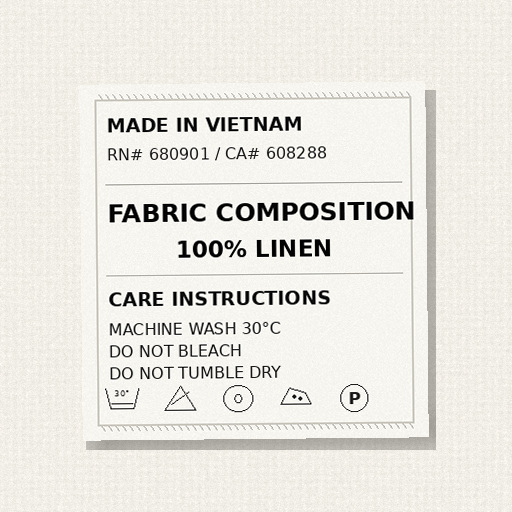 MADE IN VIETNAM
RN# 680901 / CA# 608288
FABRIC COMPOSITION
100% LINEN
CARE INSTRUCTIONS
MACHINE WASH 30°C
DO NOT BLEACH
DO NOT TUMBLE DRY
30° P